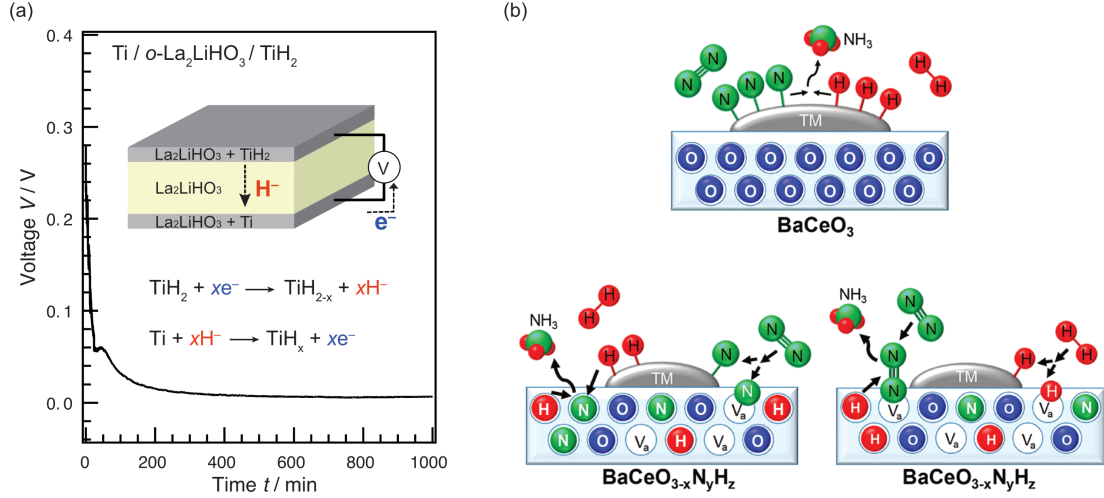 (a)
Ti / o-La₂LiHO₃ / TiH₂
0.4
0.3
0.2
0.1
0.0
Voltage V / V
La₂LiHO₃ + TiH₂
La₂LiHO₃
H⁻
La₂LiHO₃ + Ti
V
e⁻
TiH₂ + xe⁻ → TiH₂₋ₓ + xH⁻
Ti + xH⁻ → TiHₓ + xe⁻
0 200 400 600 800 1000
Time t / min
(b)
NH₃
N N
N N N H H H
H H
TM
O O O O O O
O O O O O O
BaCeO₃
NH₃
H H
H H
N
N N
TM
N
H N O N O Vₐ H
N O Vₐ H Vₐ O
BaCeO₃₋ₓNᵧH_z
NH₃
N N
N
N
H
H H
TM
H
H Vₐ O N O Vₐ N
H O Vₐ H Vₐ O
BaCeO₃₋ₓNᵧH_z